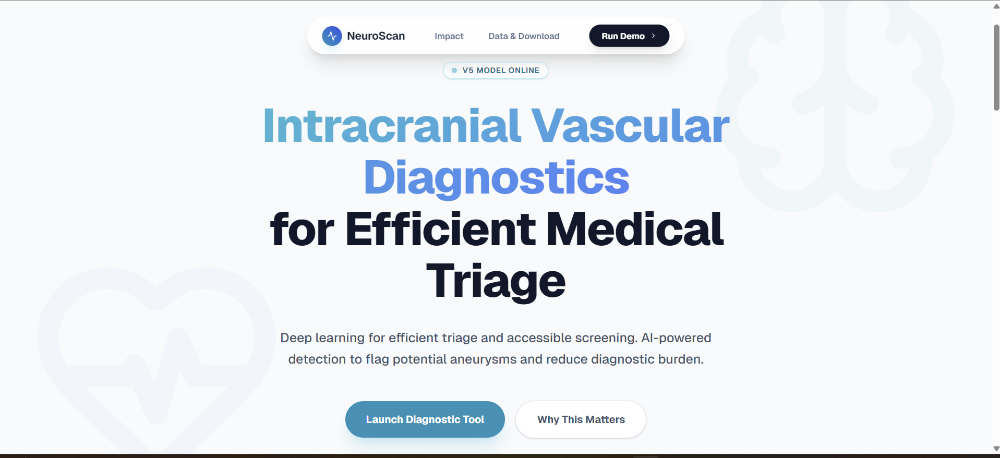 NeuroScan
Impact
Data & Download
Run Demo
V5 MODEL ONLINE
Intracranial Vascular
Diagnostics
for Efficient Medical
Triage
Deep learning for efficient triage and accessible screening. AI-powered
detection to flag potential aneurysms and reduce diagnostic burden.
Launch Diagnostic Tool
Why This Matters